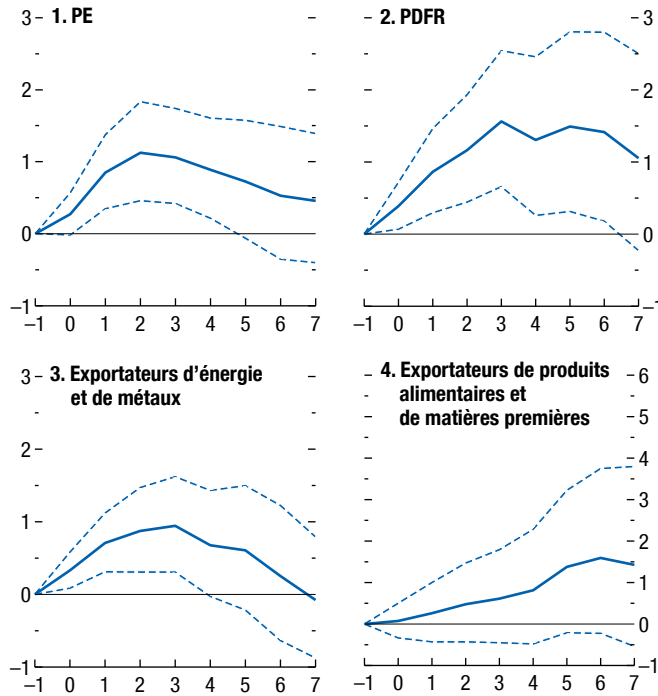 1. PE
3
2
1
0
–1
–1 0 1 2 3 4 5 6 7
2. PDFR
3
2
1
0
–1
–1 0 1 2 3 4 5 6 7
3. Exportateurs d’énergie
et de métaux
3
2
1
0
–1
–1 0 1 2 3 4 5 6 7
4. Exportateurs de produits
alimentaires et
de matières premières
6
5
4
3
2
1
0
–1
–1 0 1 2 3 4 5 6 7